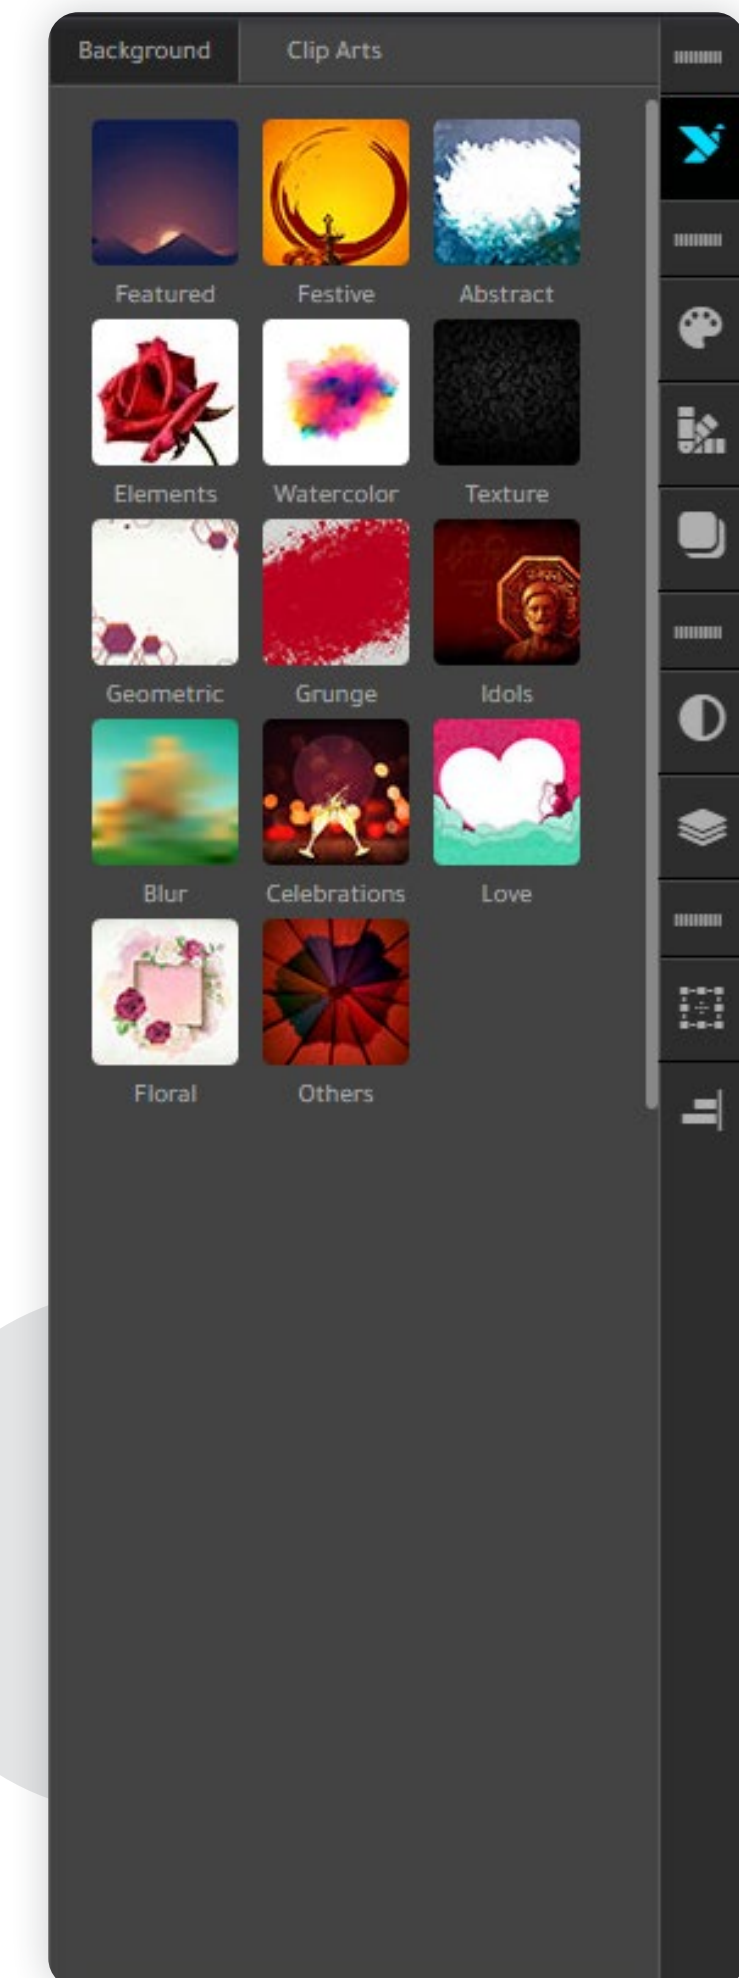 Background Clip Arts
Featured Festive Abstract
Elements Watercolor Texture
Geometric Grunge Idols
Blur Celebrations Love
Floral Others